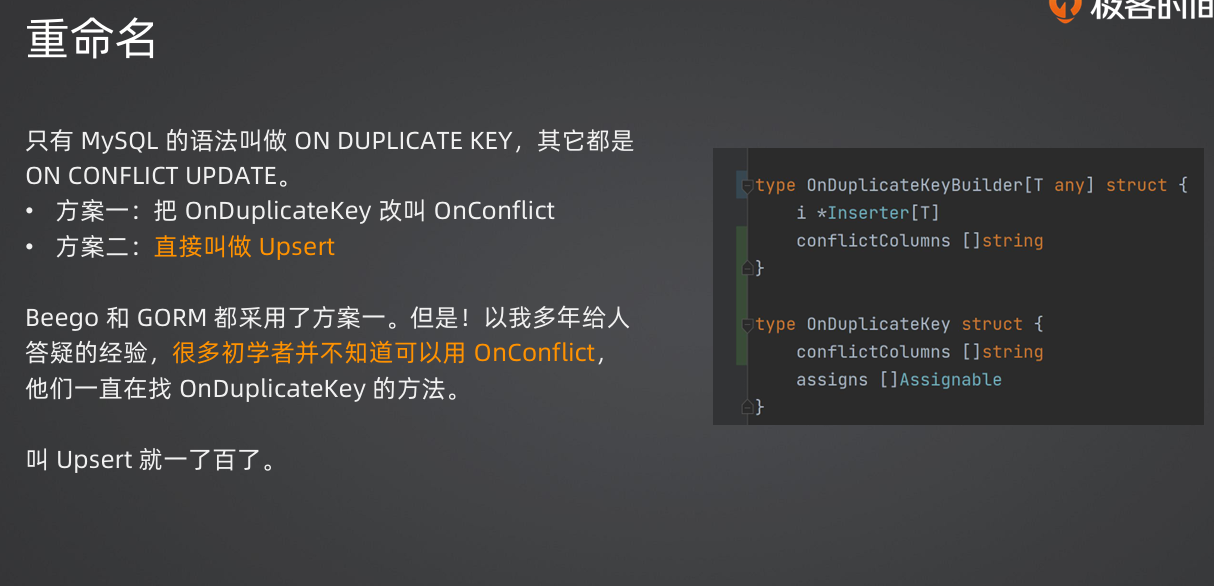 极客时间
重命名
只有 MySQL 的语法叫做 ON DUPLICATE KEY，其它都是
ON CONFLICT UPDATE。
• 方案一：把 OnDuplicateKey 改叫 OnConflict
• 方案二：直接叫做 Upsert
Beego 和 GORM 都采用了方案一。但是！以我多年给人
答疑的经验，很多初学者并不知道可以用 OnConflict，
他们一直在找 OnDuplicateKey 的方法。
叫 Upsert 就一了百了。
type OnDuplicateKeyBuilder[T any] struct {
i *Inserter[T]
conflictColumns []string
}
type OnDuplicateKey struct {
conflictColumns []string
assigns []Assignable
}